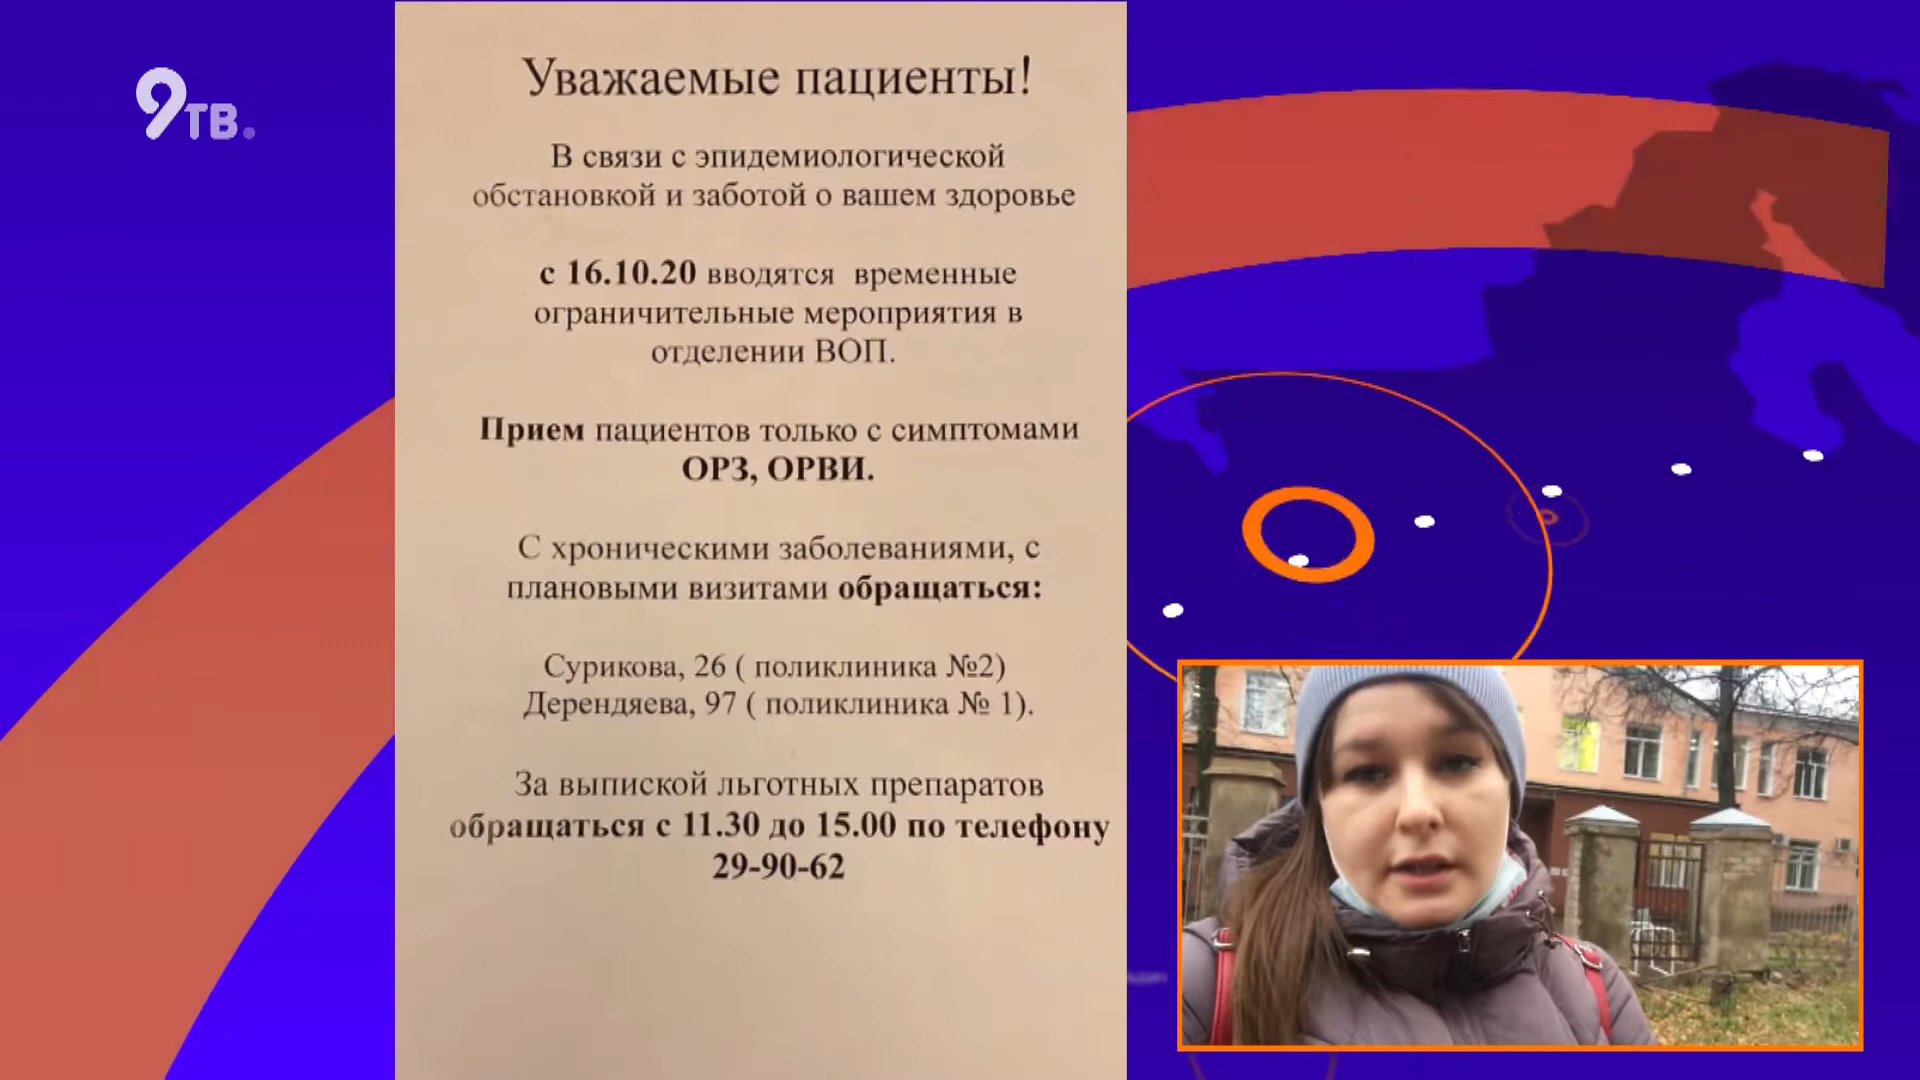 9ТВ.
Уважаемые пациенты!
В связи с эпидемиологической
обстановкой и заботой о вашем здоровье
с 16.10.20 вводятся временные
ограничительные мероприятия в
отделении ВОП.
Прием пациентов только с симптомами
ОРЗ, ОРВИ.
С хроническими заболеваниями, с
плановыми визитами обращаться:
Сурикова, 26 ( поликлиника №2)
Дерендяева, 97 ( поликлиника № 1).
За выпиской льготных препаратов
обращаться с 11.30 до 15.00 по телефону
29-90-62